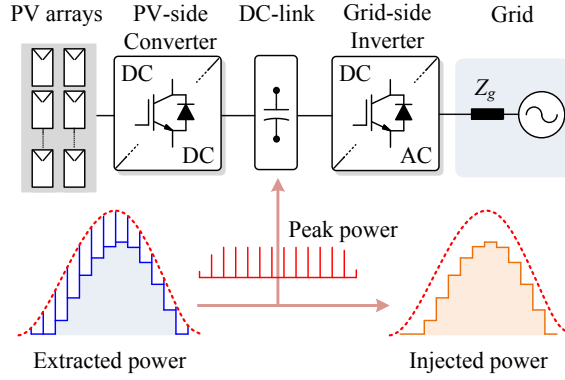 PV arrays
PV-side
Converter
DC-link
Grid-side
Inverter
Grid
DC
DC
DC
AC
Z_g
Peak power
Extracted power
Injected power